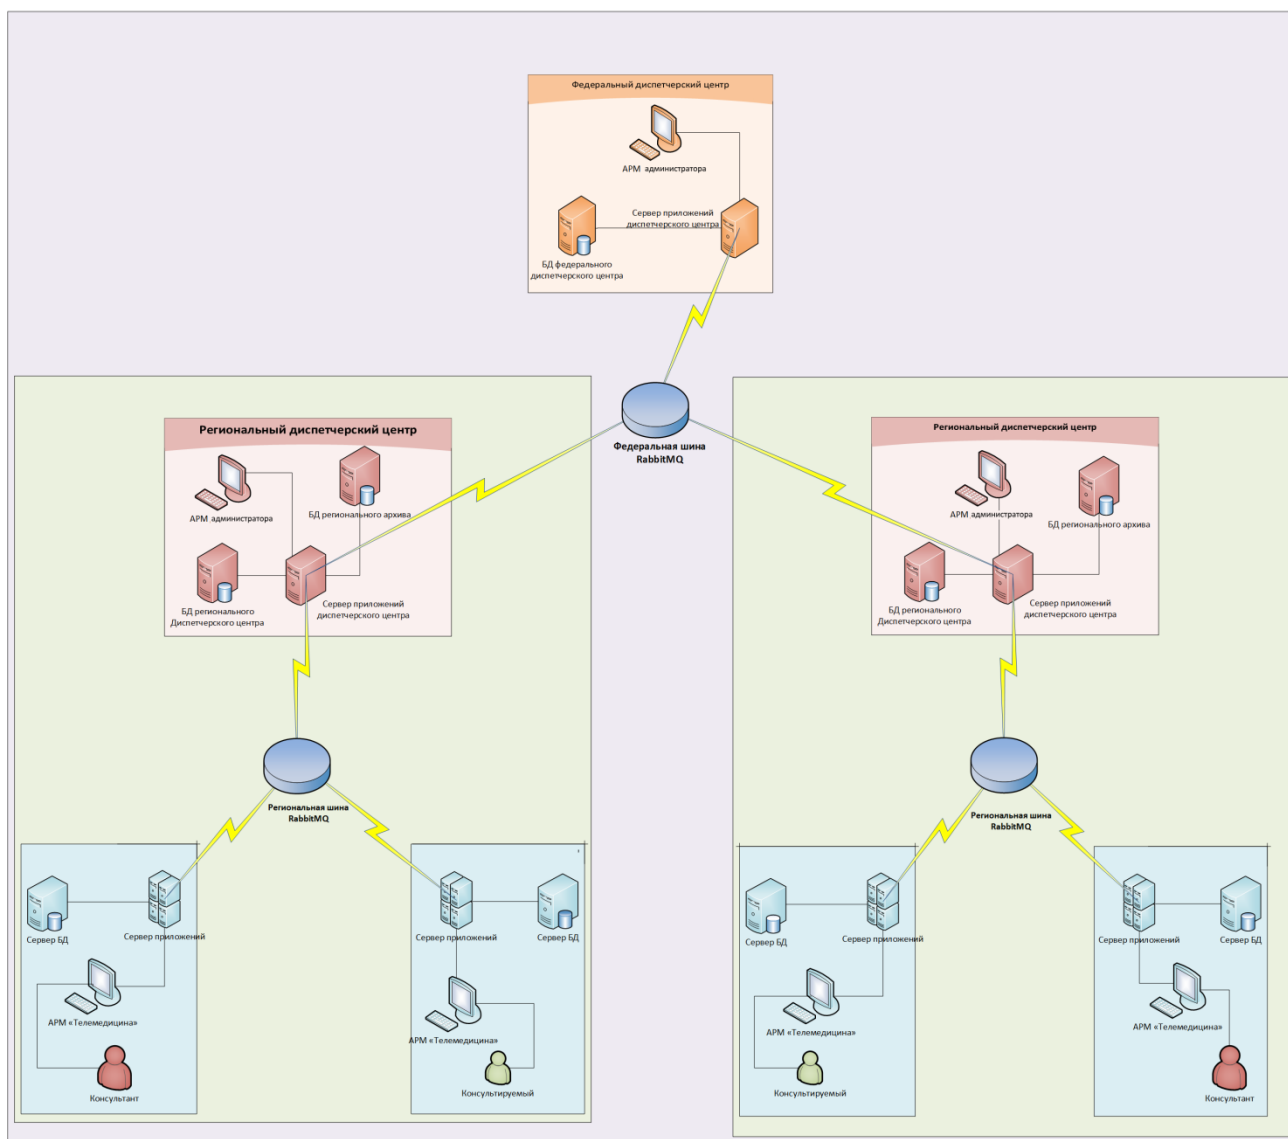 Федеральный диспетчерский центр
АРМ администратора
Сервер приложений
диспетчерского центра
БД федерального
диспетчерского центра
Федеральная шина
RabbitMQ
Региональный диспетчерский центр
АРМ администратора
БД регионального архива
БД регионального
Диспетчерского центра
Сервер приложений
диспетчерского центра
Региональная шина
RabbitMQ
Сервер БД
Сервер приложений
АРМ «Телемедицина»
Консультант
Сервер приложений
Сервер БД
АРМ «Телемедицина»
Консультируемый
Региональный диспетчерский центр
АРМ администратора
БД регионального архива
БД регионального
Диспетчерского центра
Сервер приложений
диспетчерского центра
Региональная шина
RabbitMQ
Сервер БД
Сервер приложений
АРМ «Телемедицина»
Консультируемый
Сервер приложений
Сервер БД
АРМ «Телемедицина»
Консультант